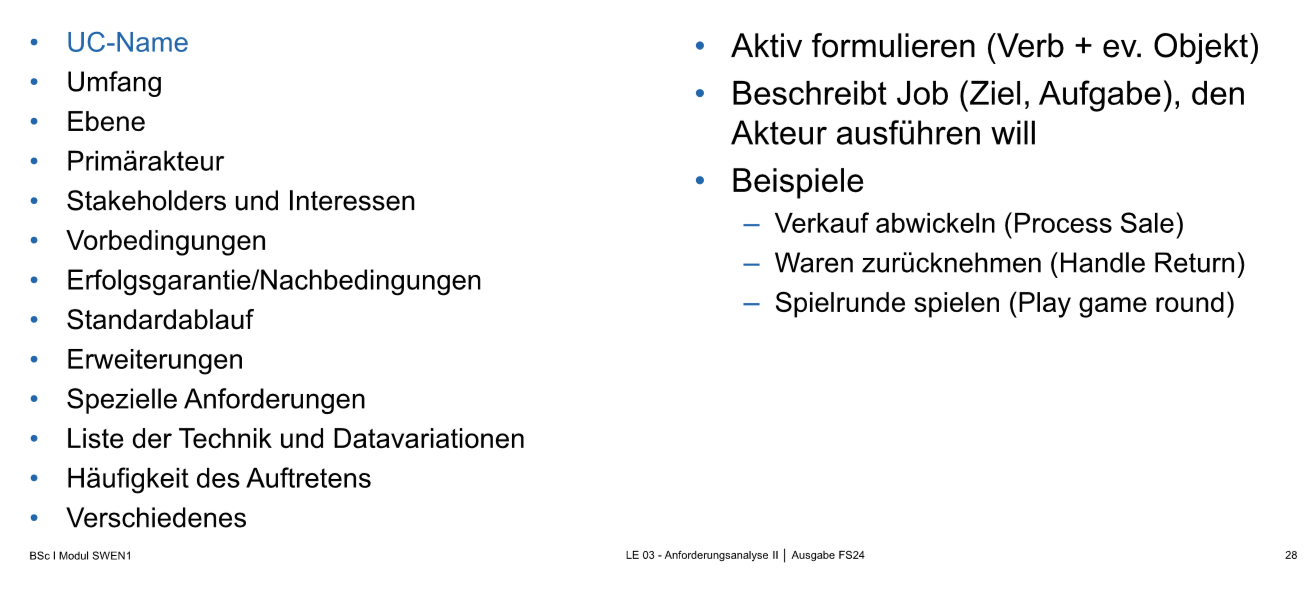 UC-Name
Umfang
Ebene
Primärakteur
Stakeholders und Interessen
Vorbedingungen
Erfolgsgarantie/Nachbedingungen
Standardablauf
Erweiterungen
Spezielle Anforderungen
Liste der Technik und Datavariationen
Häufigkeit des Auftretens
Verschiedenes
Aktiv formulieren (Verb + ev. Objekt)
Beschreibt Job (Ziel, Aufgabe), den
Akteur ausführen will
Beispiele
– Verkauf abwickeln (Process Sale)
– Waren zurücknehmen (Handle Return)
– Spielrunde spielen (Play game round)
BSc I Modul SWEN1
LE 03 - Anforderungsanalyse II | Ausgabe FS24
28